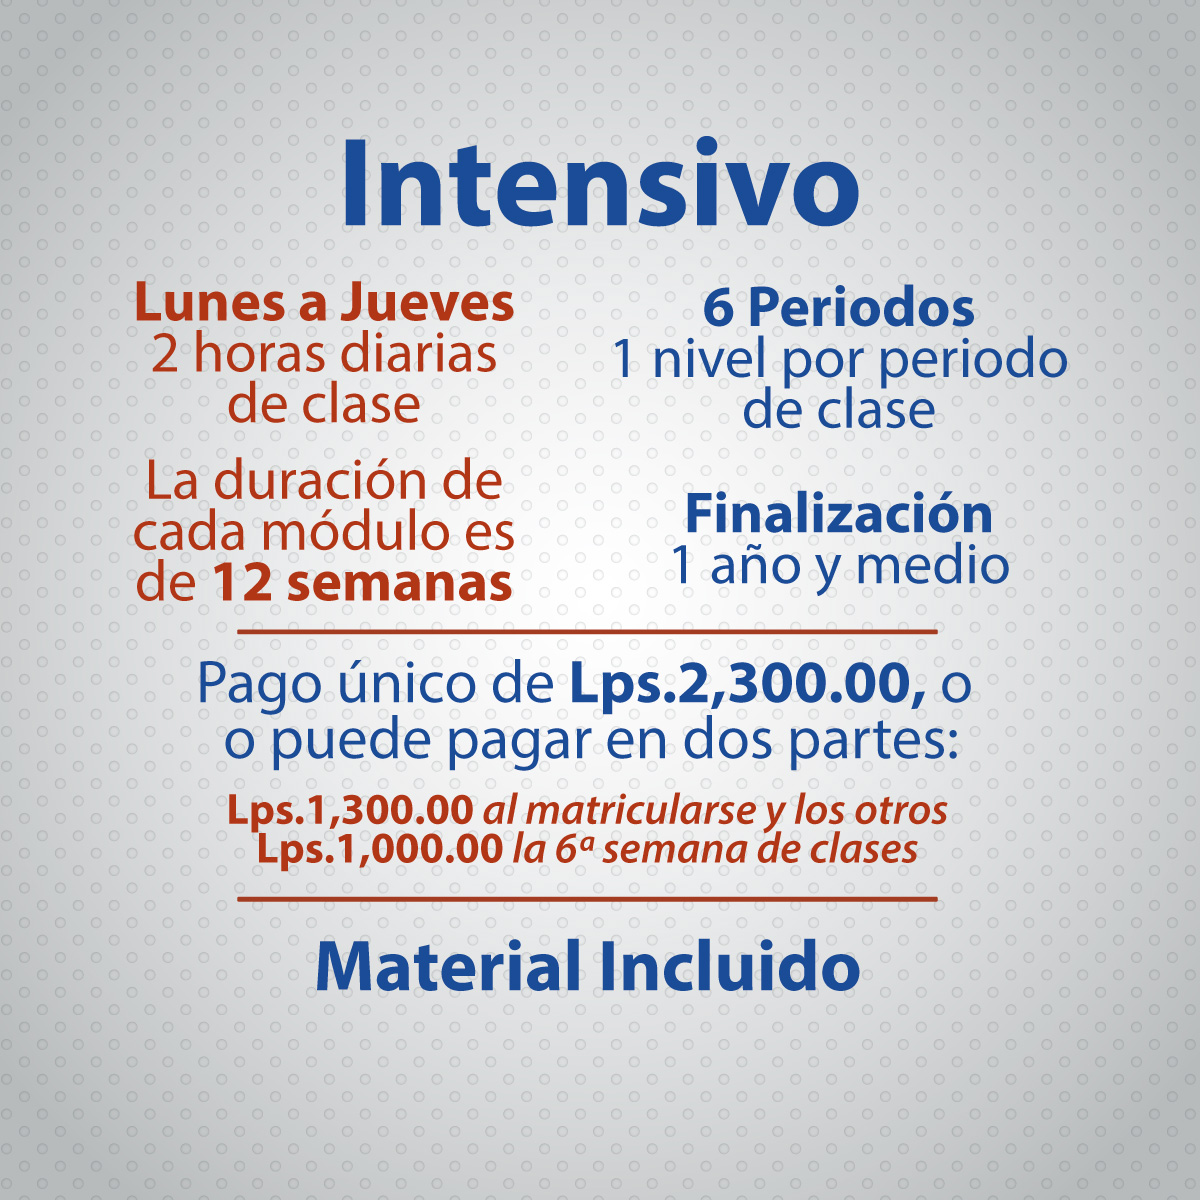 Intensivo
Lunes a Jueves
2 horas diarias
de clase
La duración de
cada módulo es
de 12 semanas
6 Periodos
1 nivel por periodo
de clase
Finalización
1 año y medio
Pago único de Lps.2,300.00, o
o puede pagar en dos partes:
Lps.1,300.00 al matricularse y los otros
Lps.1,000.00 la 6ª semana de clases
Material Incluido